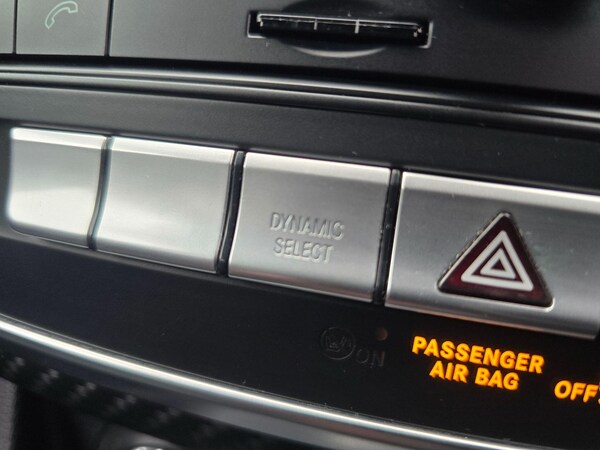 DYNAMIC
SELECT
ON
PASSENGER
AIR BAG
OFF